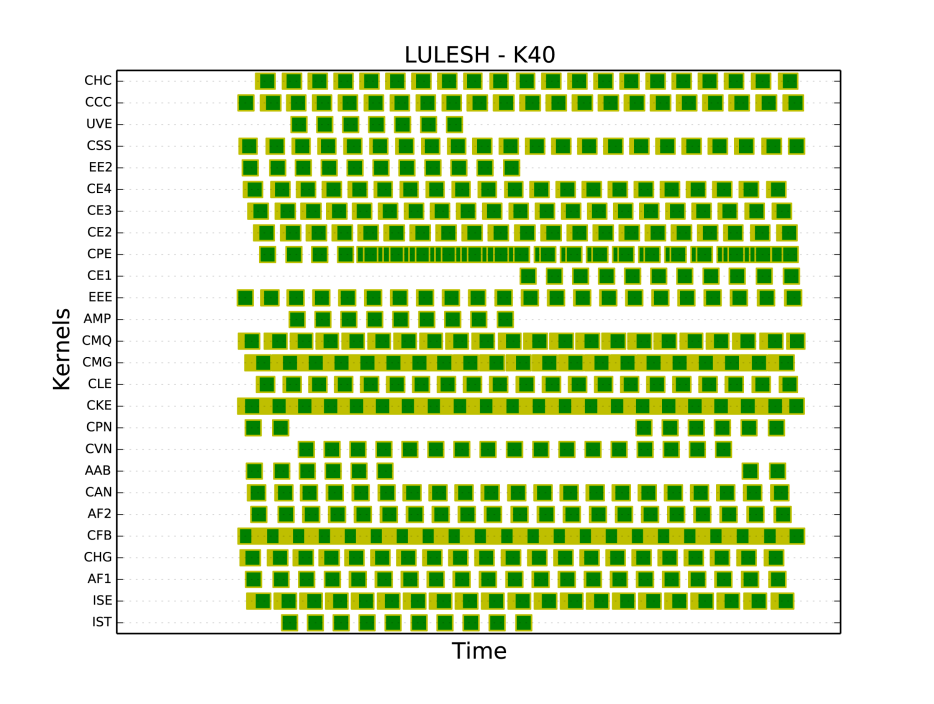 LULESH - K40
CHC
CCC
UVE
CSS
EE2
CE4
CE3
CE2
CPE
CE1
EEE
AMP
CMQ
CMG
CLE
CKE
CPN
CVN
AAB
CAN
AF2
CFB
CHG
AF1
ISE
IST
Kernels
Time